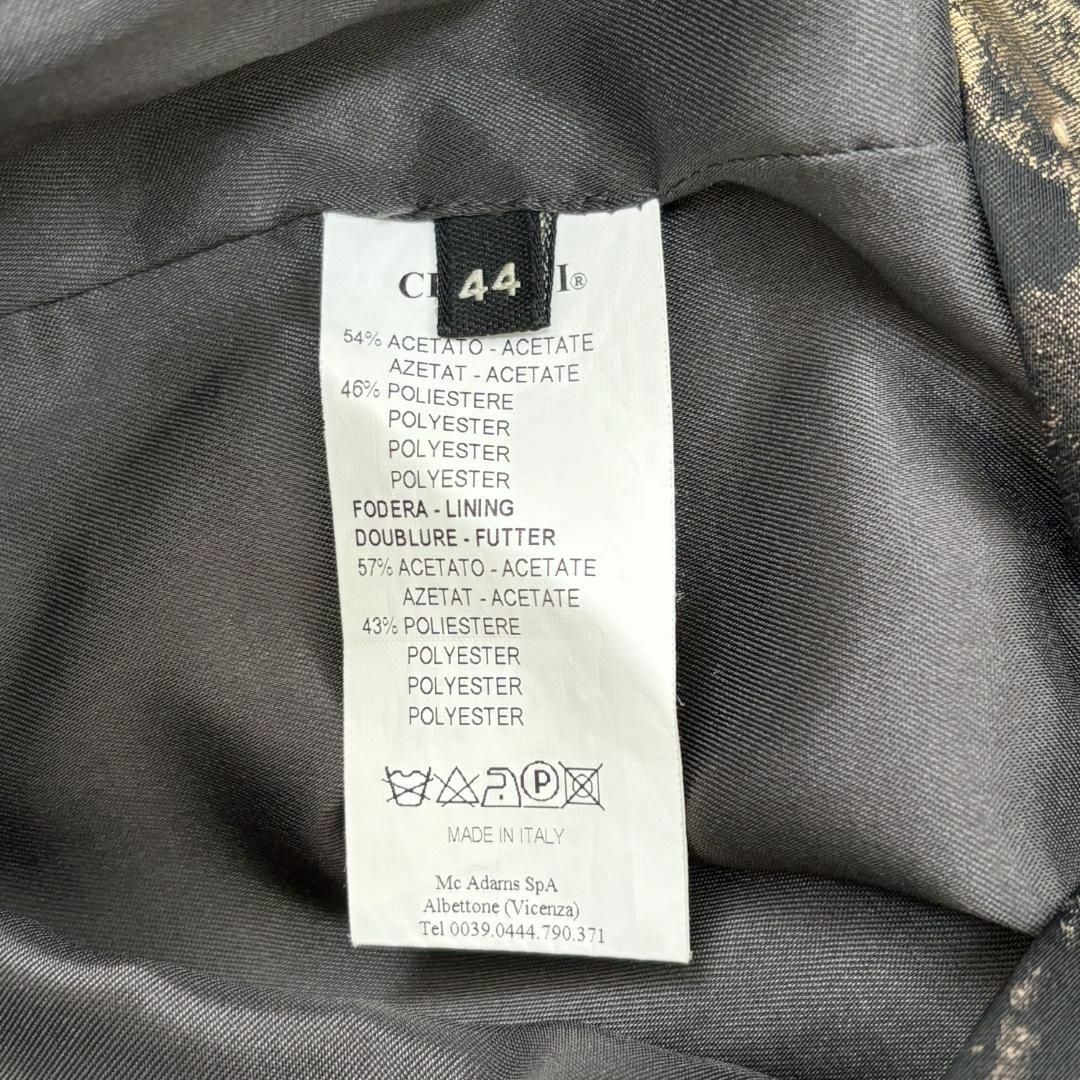 44
54% ACETATO - ACETATE
AZETAT - ACETATE
46% POLIESTERE
POLYESTER
POLYESTER
POLYESTER
FODERA - LINING
DOUBLURE - FUTTER
57% ACETATO - ACETATE
AZETAT - ACETATE
43% POLIESTERE
POLYESTER
POLYESTER
POLYESTER
P
MADE IN ITALY
Mc Adams SpA
Albettone (Vicenza)
Tel 0039.0444.790.371